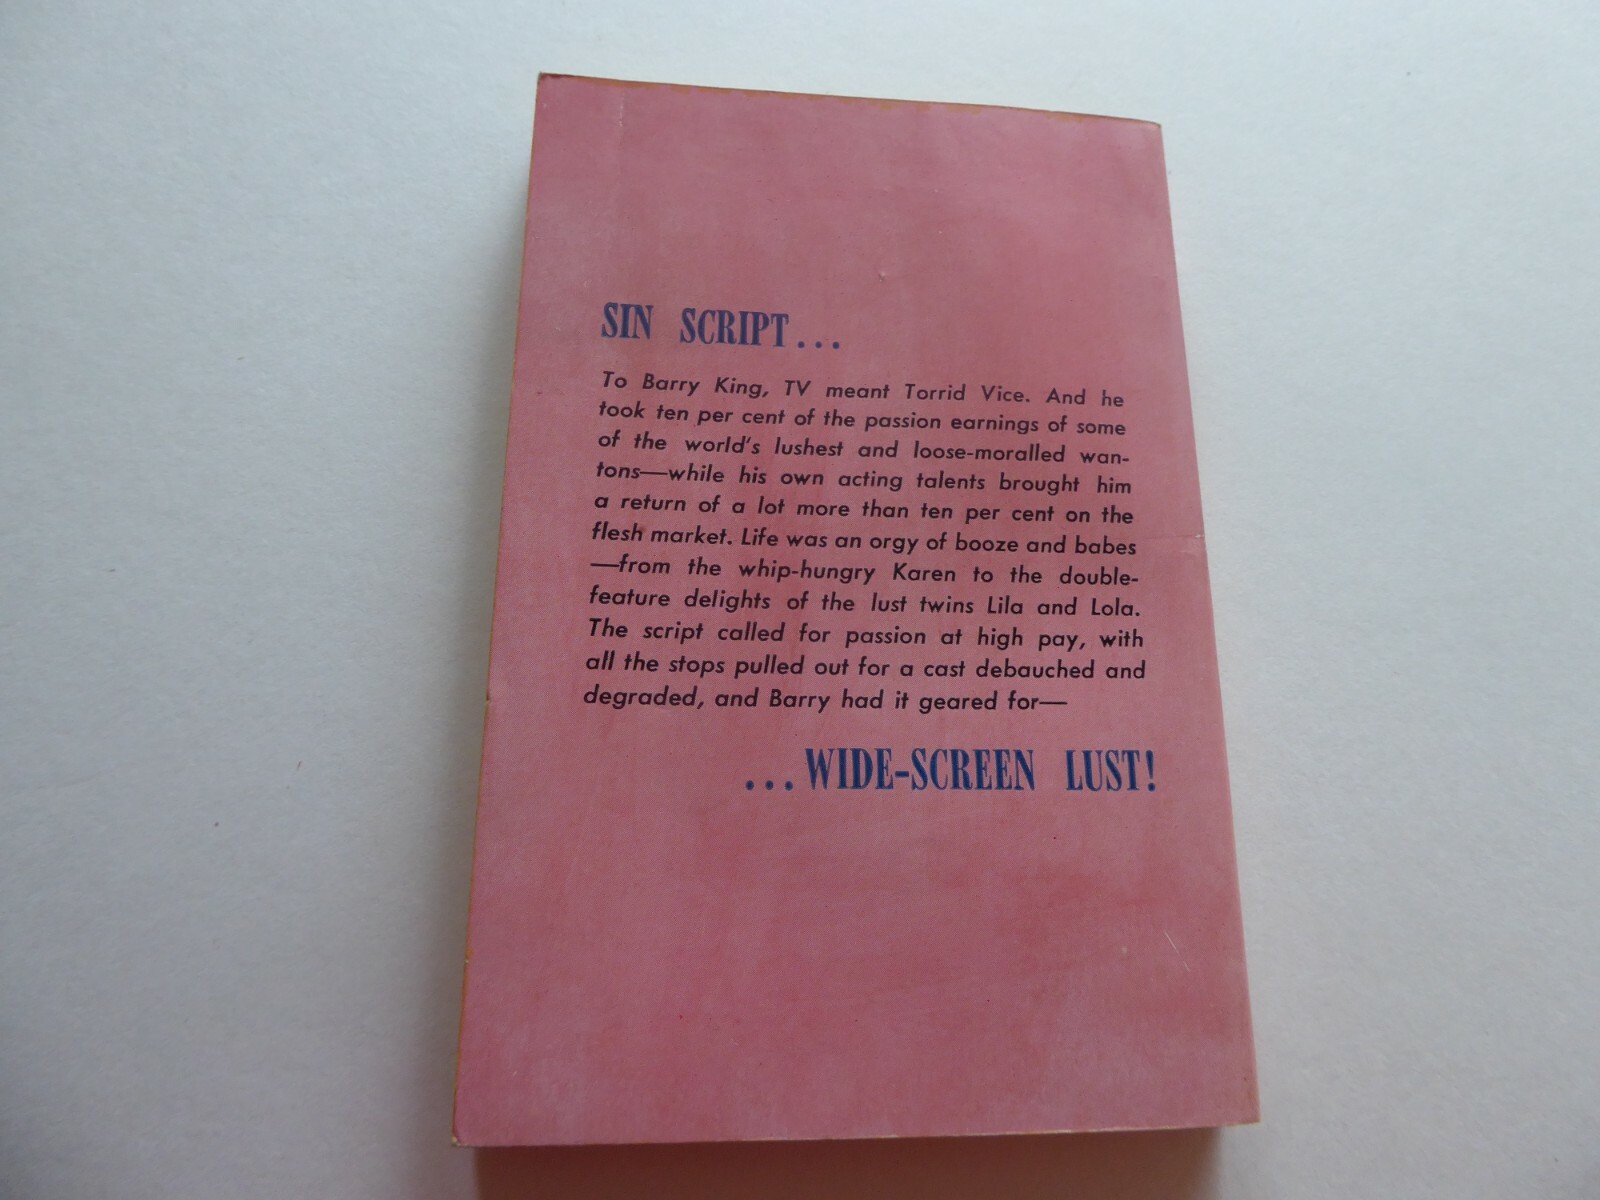 SIN SCRIPT...
To Barry King, TV meant Torrid Vice. And he
took ten per cent of the passion earnings of some
of the world's lushest and loose-moralled wan-
tons—while his own acting talents brought him
a return of a lot more than ten per cent on the
flesh market. Life was an orgy of booze and babes
—from the whip-hungry Karen to the double-
feature delights of the lust twins Lila and Lola.
The script called for passion at high pay, with
all the stops pulled out for a cast debauched and
degraded, and Barry had it geared for—
...WIDE-SCREEN LUST!